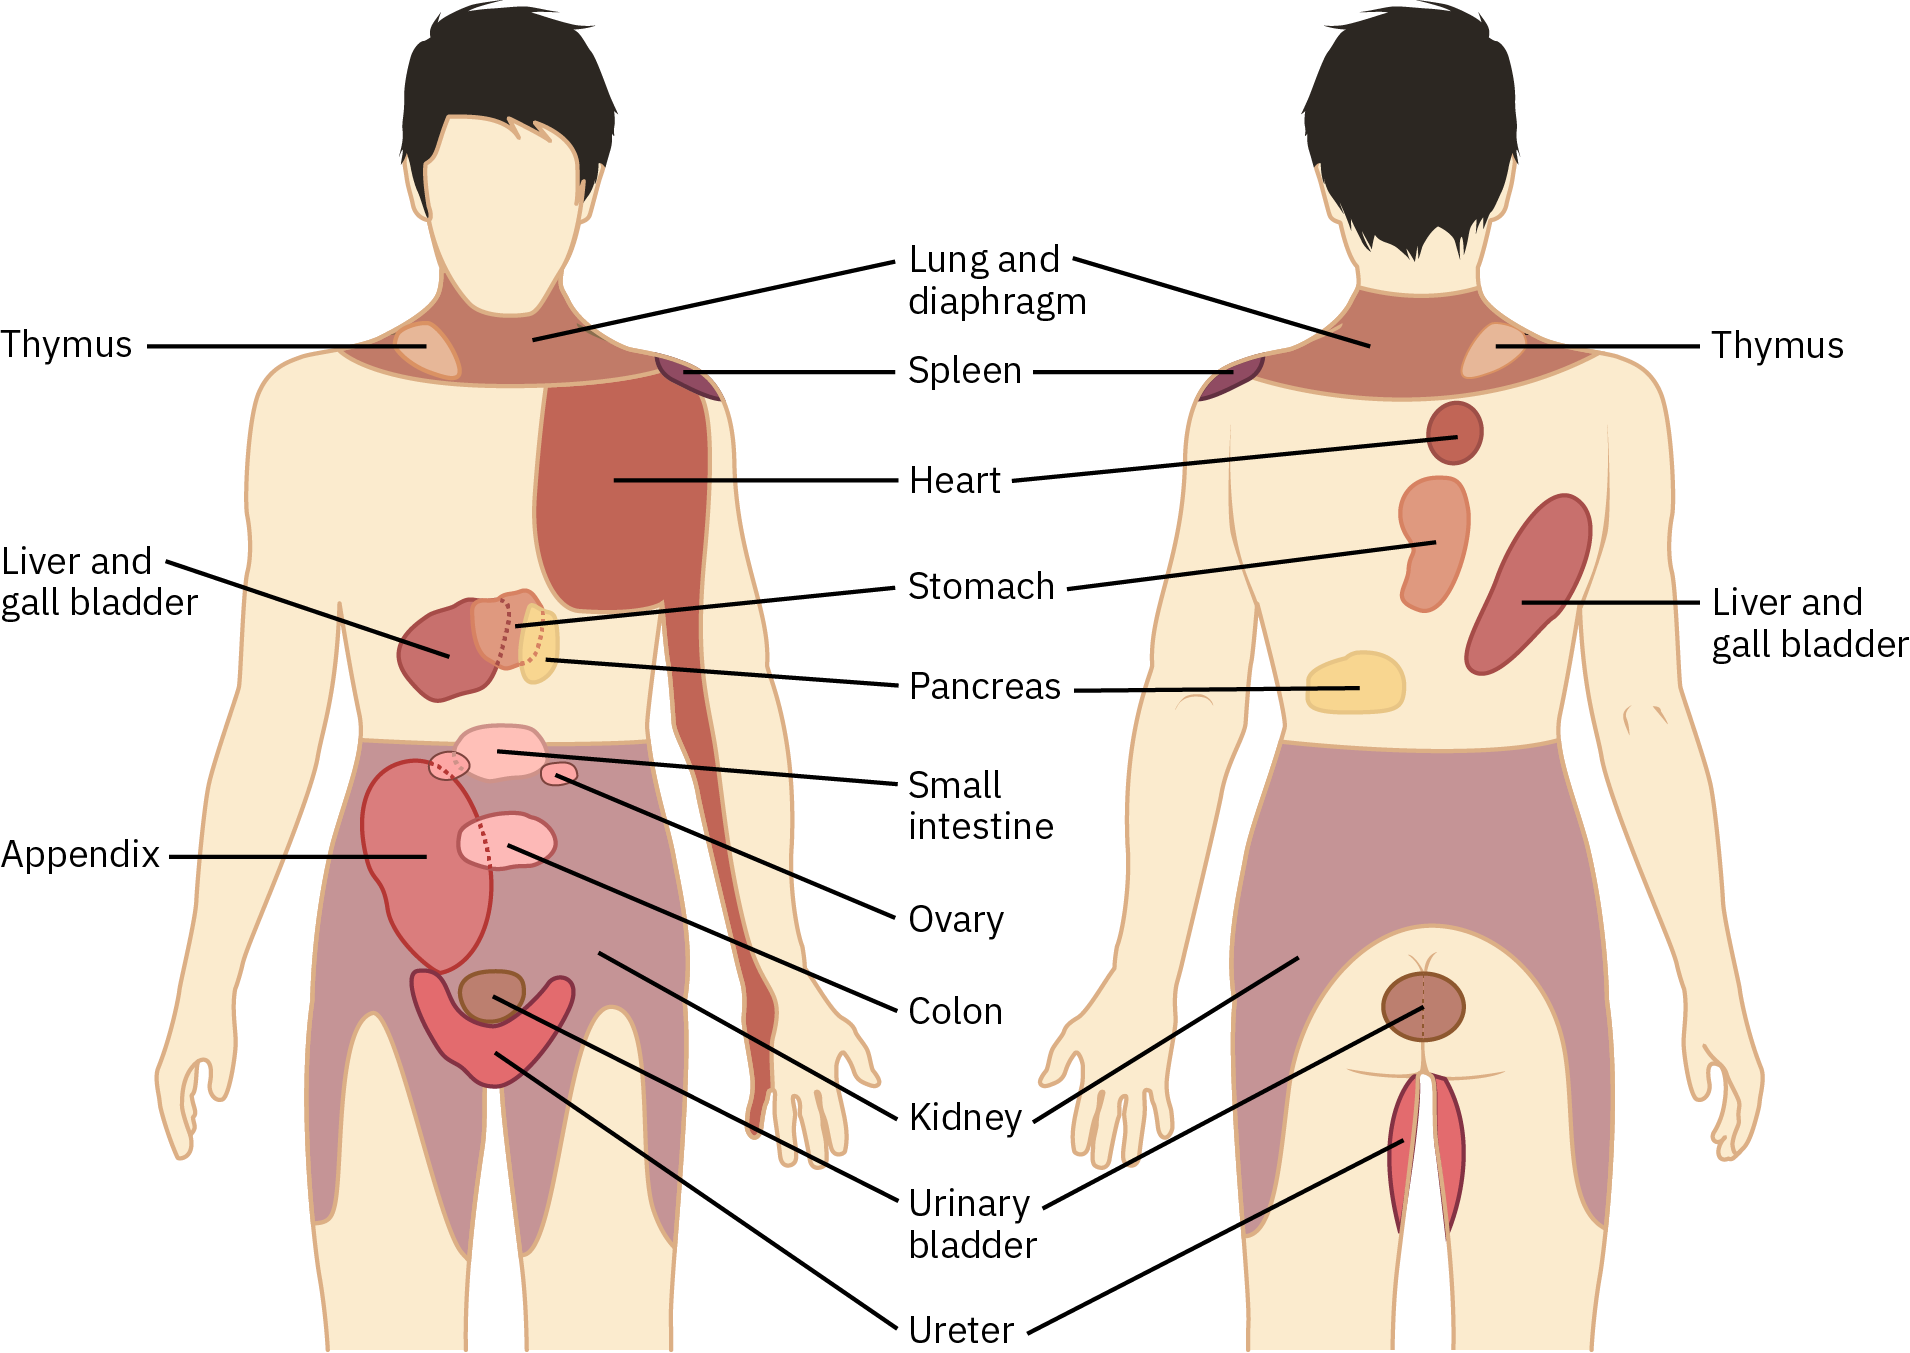 Lung and
diaphragm
Thymus
Thymus
Spleen
Heart
Liver and
gall bladder
Stomach
Liver and
gall bladder
Pancreas
Small
intestine
Appendix
Ovary
Colon
Kidney
Urinary
bladder
Ureter